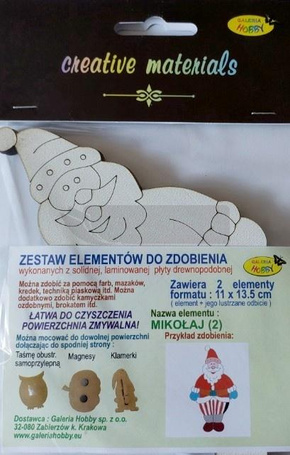 GALERIA
HOBBY
creative materials
ZESTAW ELEMENTÓW DO ZDOBIENIA
wykonanych z solidnej, laminowanej płyty drewnopodobnej
GALERIA
HOBBY
Można zdobić za pomocą farb, mazaków,
kredek, techniką piaskową itd. Można
dodatkowo zdobić kamyczkami
ozdobnymi, brokatem itd.
ŁATWA DO CZYSZCZENIA
POWIERZCHNIA ZMYWALNA!
Można mocować do dowolnej powierzchni
dołączając do spodniej strony :
Taśmę obustr.
samoprzylepną
Magnesy
Klamerki
Zawiera 2 elementy
formatu : 11 x 13.5 cm
( element + jego lustrzane odbicie )
Nazwa elementu :
MIKOŁAJ (2)
Przykład zdobienia:
Dostawca : Galeria Hobby sp. z o.o.
32-080 Zabierzów k. Krakowa
www.galeriahobby.eu